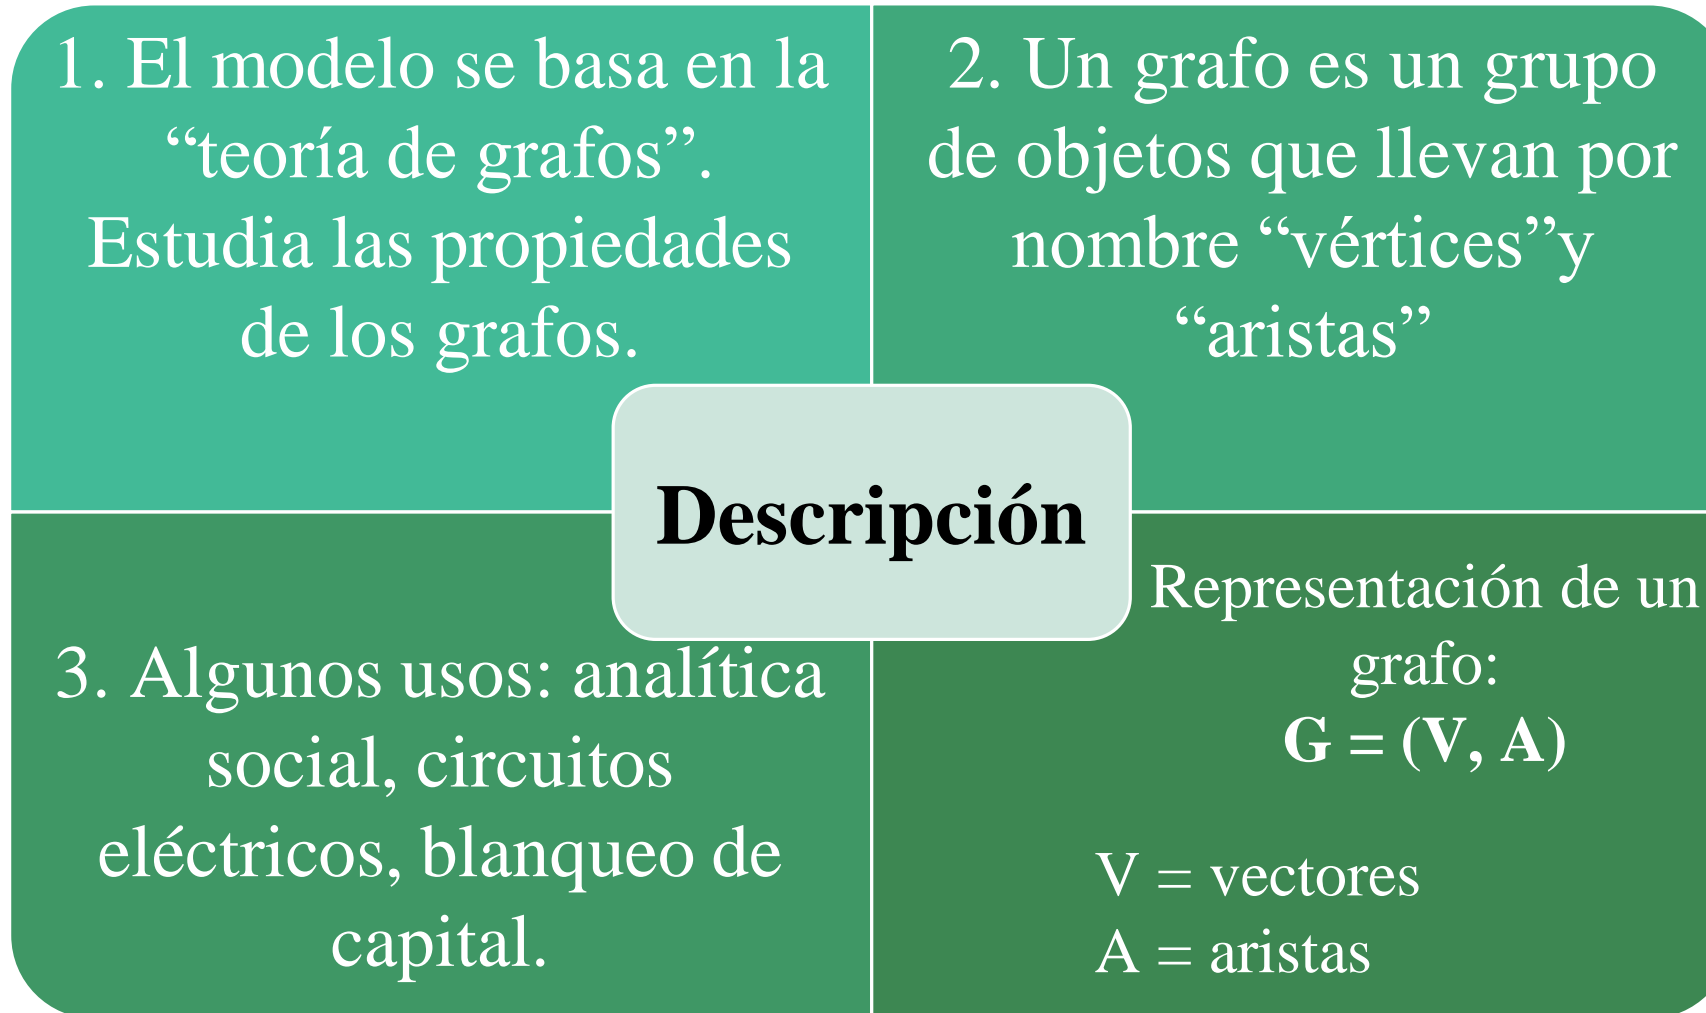 1. El modelo se basa en la
“teoría de grafos”.
Estudia las propiedades
de los grafos.
2. Un grafo es un grupo
de objetos que llevan por
nombre “vértices”y
“aristas”
Descripción
3. Algunos usos: analítica
social, circuitos
eléctricos, blanqueo de
capital.
Representación de un
grafo:
G = (V, A)
V = vectores
A = aristas